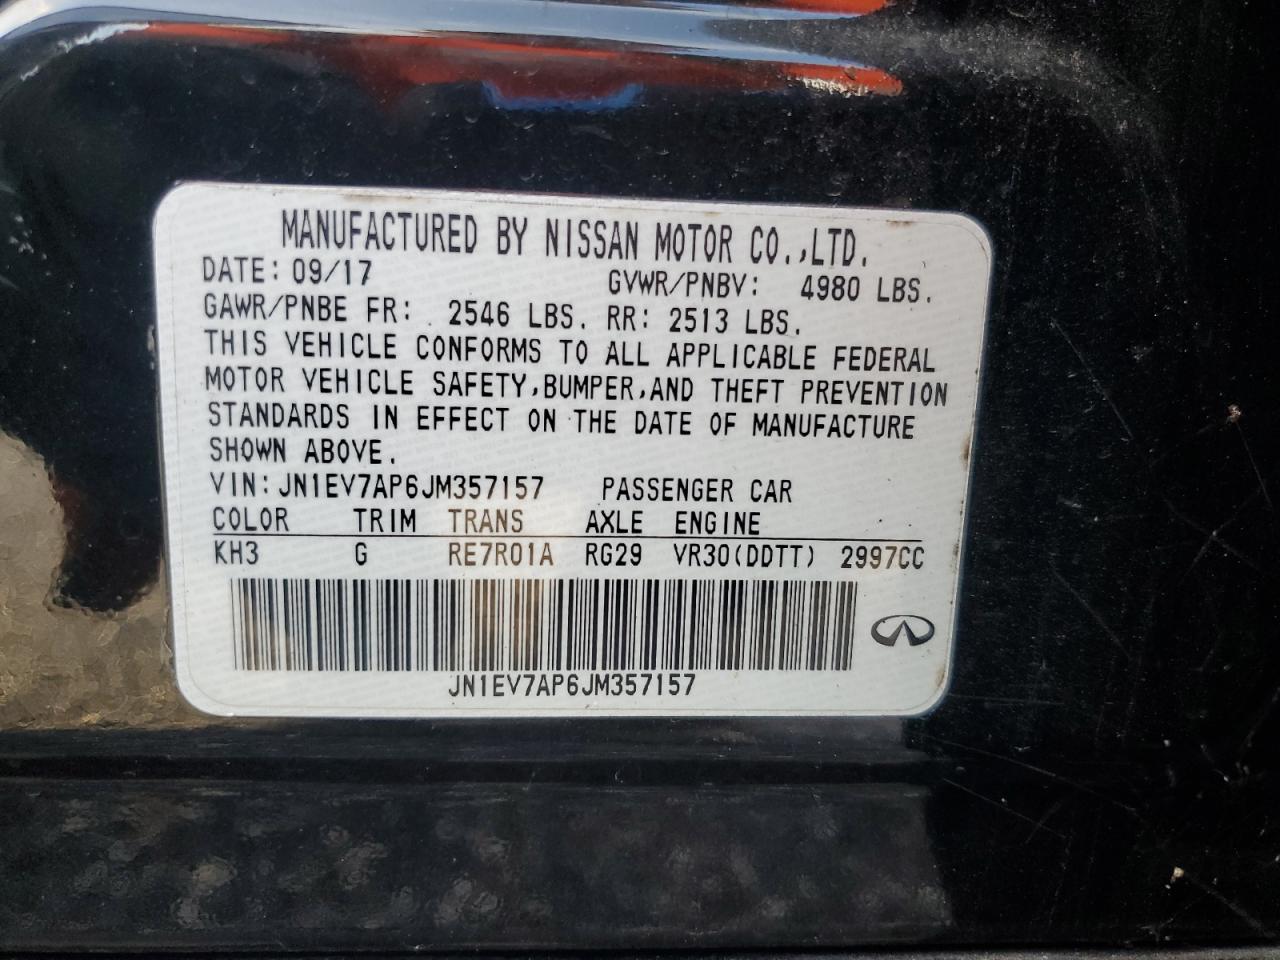 MANUFACTURED BY NISSAN MOTOR CO.,LTD.
DATE: 09/17 GVWR/PNBV: 4980 LBS.
GAWR/PNBE FR: 2546 LBS. RR: 2513 LBS.
THIS VEHICLE CONFORMS TO ALL APPLICABLE FEDERAL
MOTOR VEHICLE SAFETY,BUMPER,AND THEFT PREVENTION
STANDARDS IN EFFECT ON THE DATE OF MANUFACTURE
SHOWN ABOVE.
VIN: JN1EV7AP6JM357157 PASSENGER CAR
COLOR TRIM TRANS AXLE ENGINE
KH3 G RE7R01A RG29 VR30(DDTT) 2997CC
JN1EV7AP6JM357157